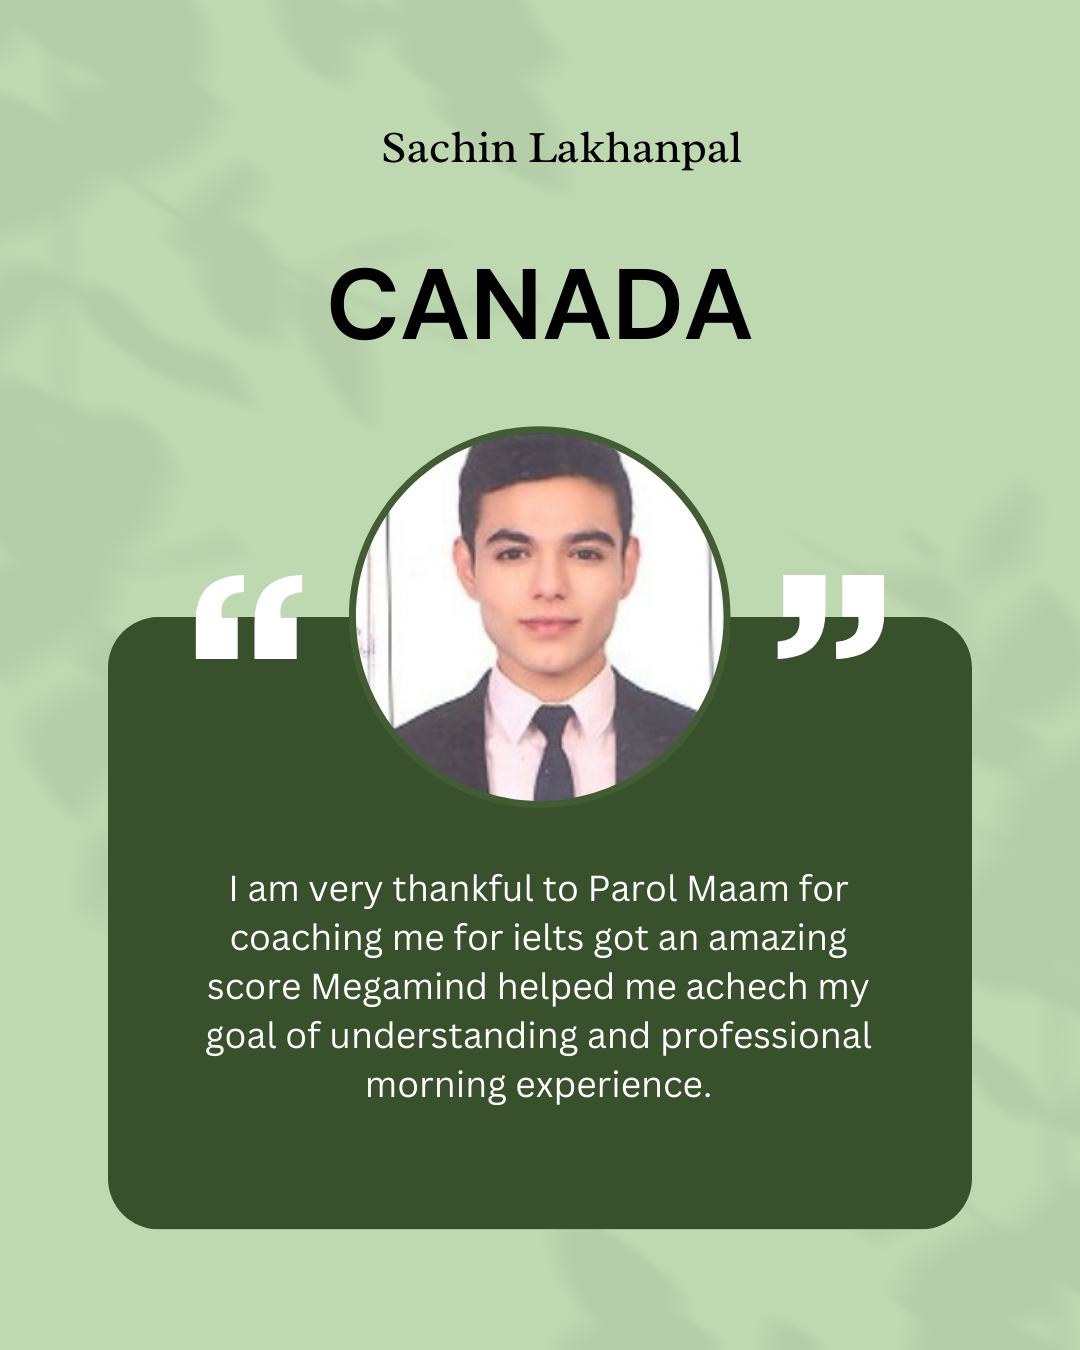 Sachin Lakhanpal
CANADA
“ ”
I am very thankful to Parol Maam for
coaching me for ielts got an amazing
score Megamind helped me achech my
goal of understanding and professional
morning experience.